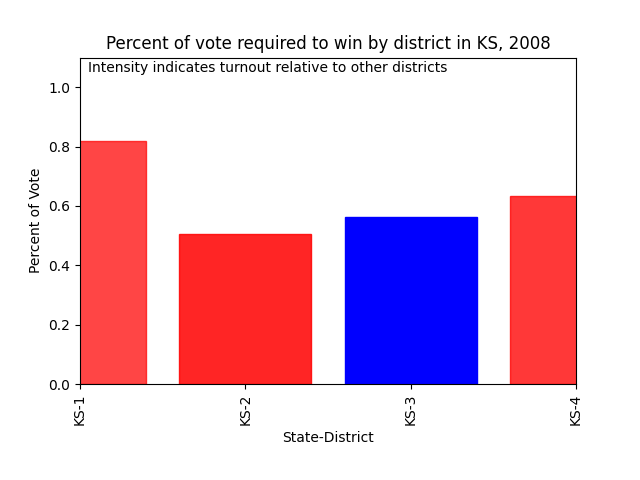 Percent of vote required to win by district in KS, 2008
Intensity indicates turnout relative to other districts
1.0
0.8
0.6
0.4
0.2
0.0
Percent of Vote
KS-1
KS-2
KS-3
KS-4
State-District